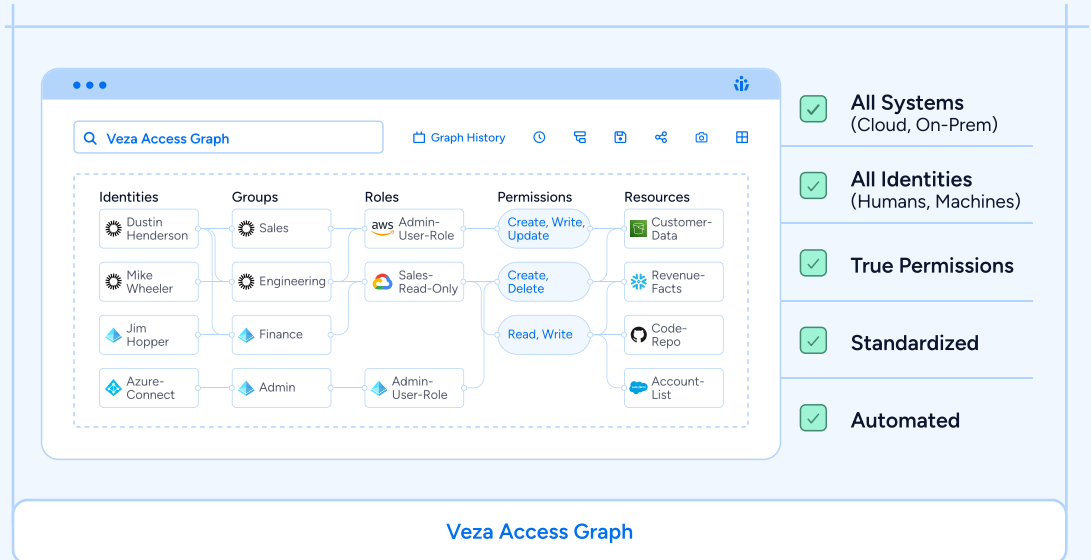 Veza Access Graph
Graph History
Identities
Groups
Roles
Permissions
Resources
Dustin
Henderson
Sales
aws
Admin-
User-Role
Create, Write,
Update
Customer-
Data
Mike
Wheeler
Engineering
Sales-
Read-Only
Create,
Delete
Revenue-
Facts
Jim
Hopper
Finance
Read, Write
Code-
Repo
Azure-
Connect
Admin
Admin-
User-Role
Account-
List
All Systems
(Cloud, On-Prem)
All Identities
(Humans, Machines)
True Permissions
Standardized
Automated
Veza Access Graph